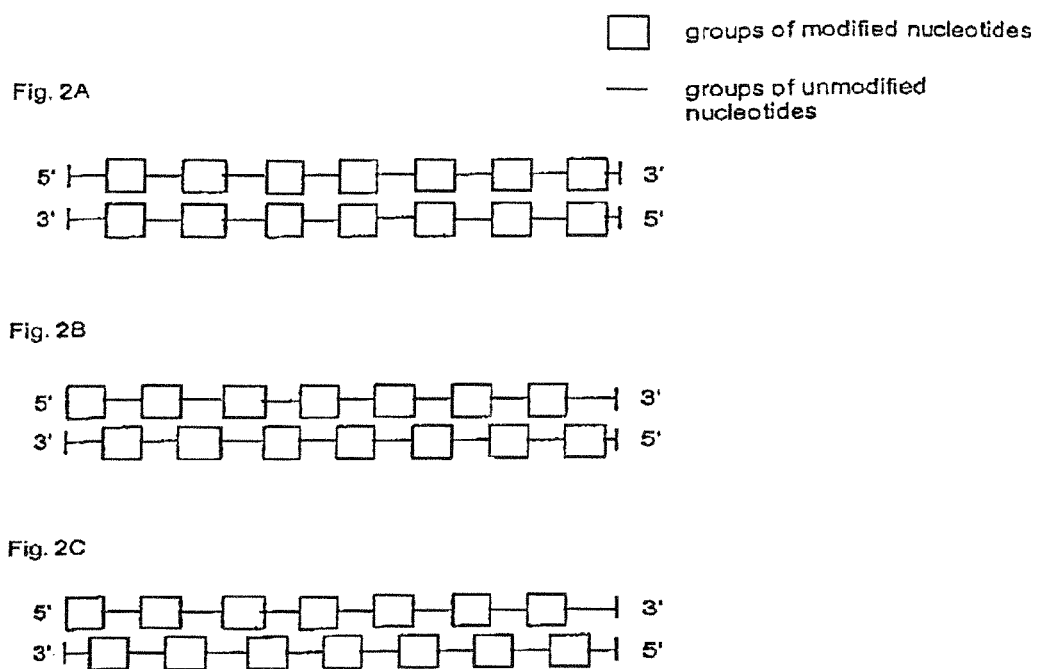 groups of modified nucleotides
Fig. 2A
groups of unmodified
nucleotides
5' 3'
3' 5'
Fig. 2B
5' 3'
3' 5'
Fig. 2C
5' 3'
3' 5'